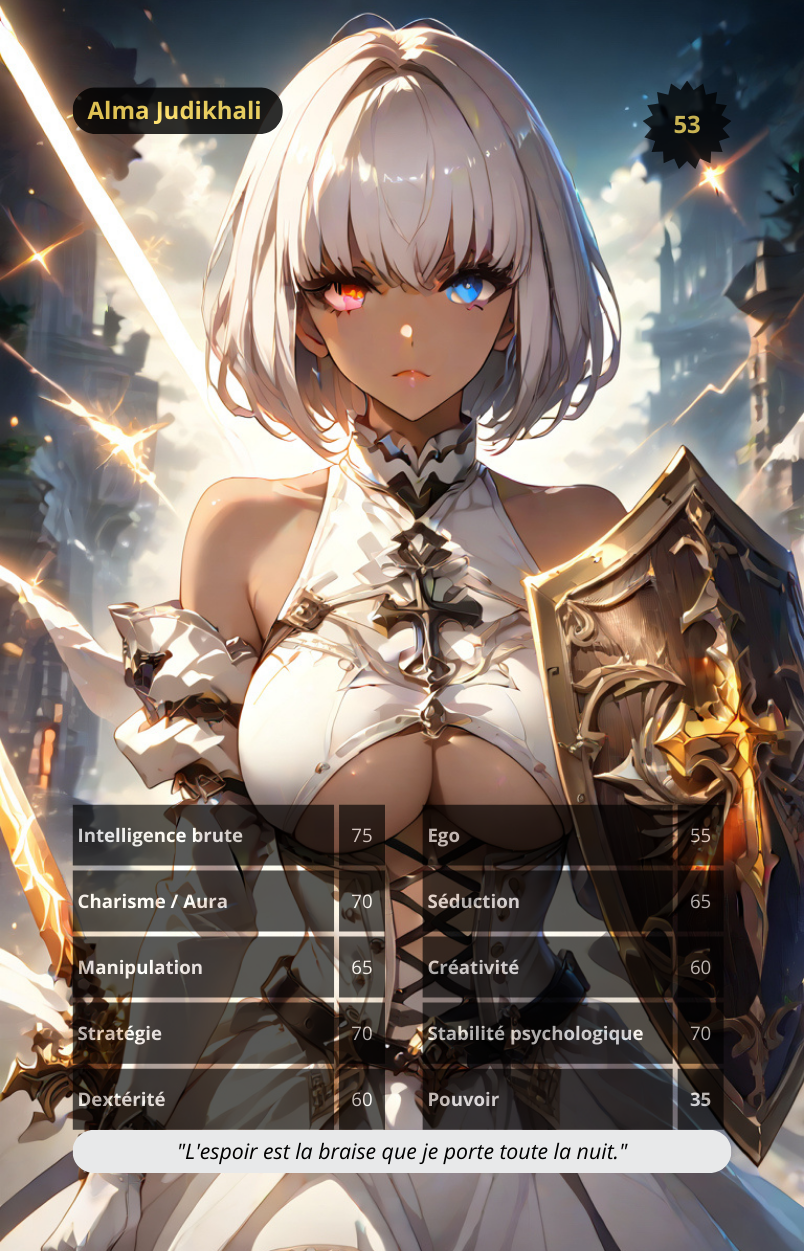 Alma Judikhali
53
Intelligence brute 75
Ego 55
Charisme / Aura 70
Séduction 65
Manipulation 65
Créativité 60
Stratégie 70
Stabilité psychologique 70
Dextérité 60
Pouvoir 35
"L'espoir est la braise que je porte toute la nuit."